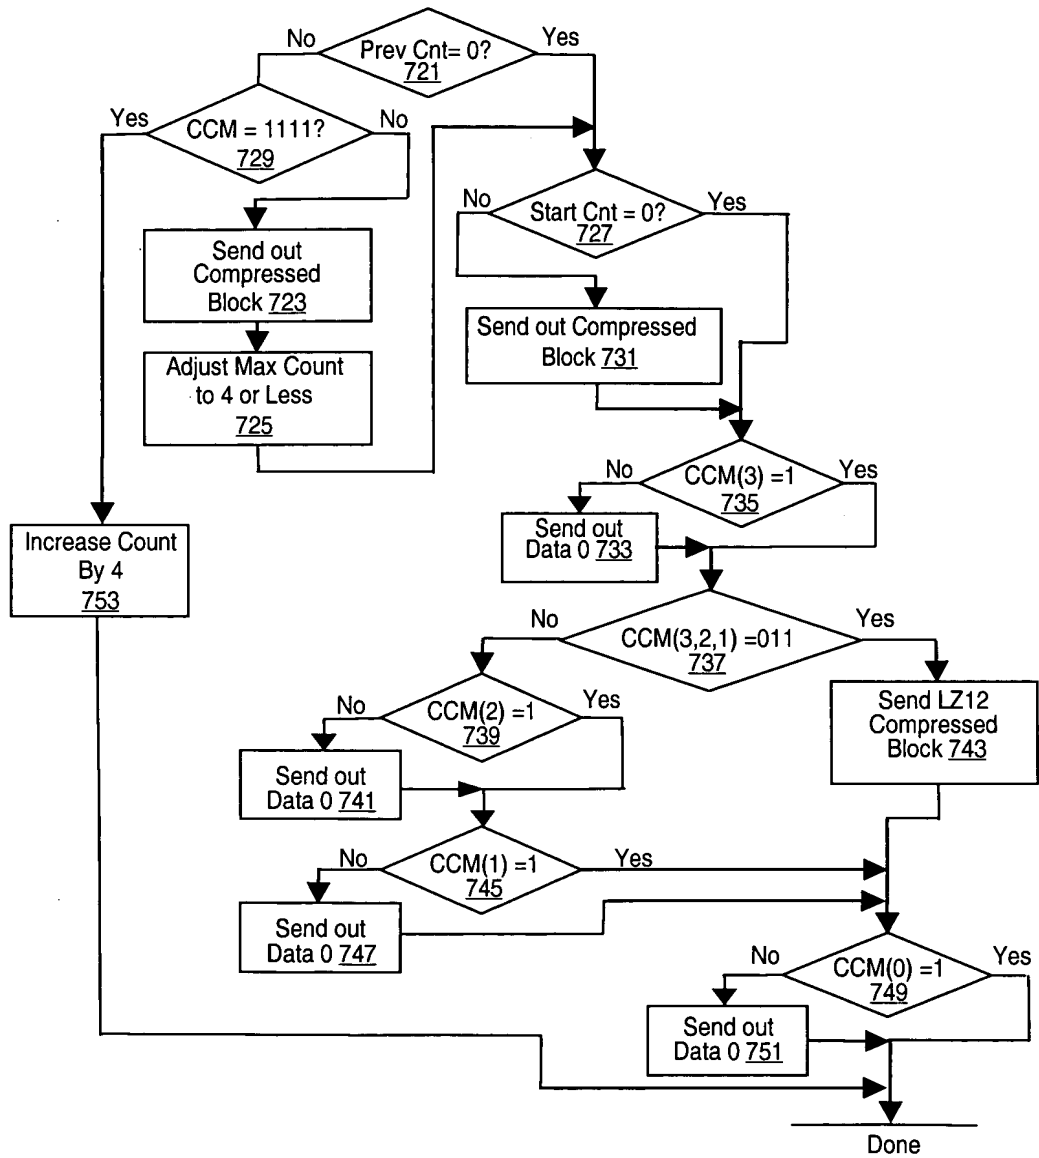 No
Prev Cnt= 0?
721
Yes
Yes
CCM = 1111?
729
No
No
Start Cnt = 0?
727
Yes
Send out
Compressed
Block 723
Send out Compressed
Block 731
Adjust Max Count
to 4 or Less
725
No
CCM(3) =1
735
Yes
Increase Count
By 4
753
Send out
Data 0 733
No
CCM(3,2,1) =011
737
Yes
No
CCM(2) =1
739
Yes
Send LZ12
Compressed
Block 743
Send out
Data 0 741
No
CCM(1) =1
745
Yes
Send out
Data 0 747
No
CCM(0) =1
749
Yes
Send out
Data 0 751
Done